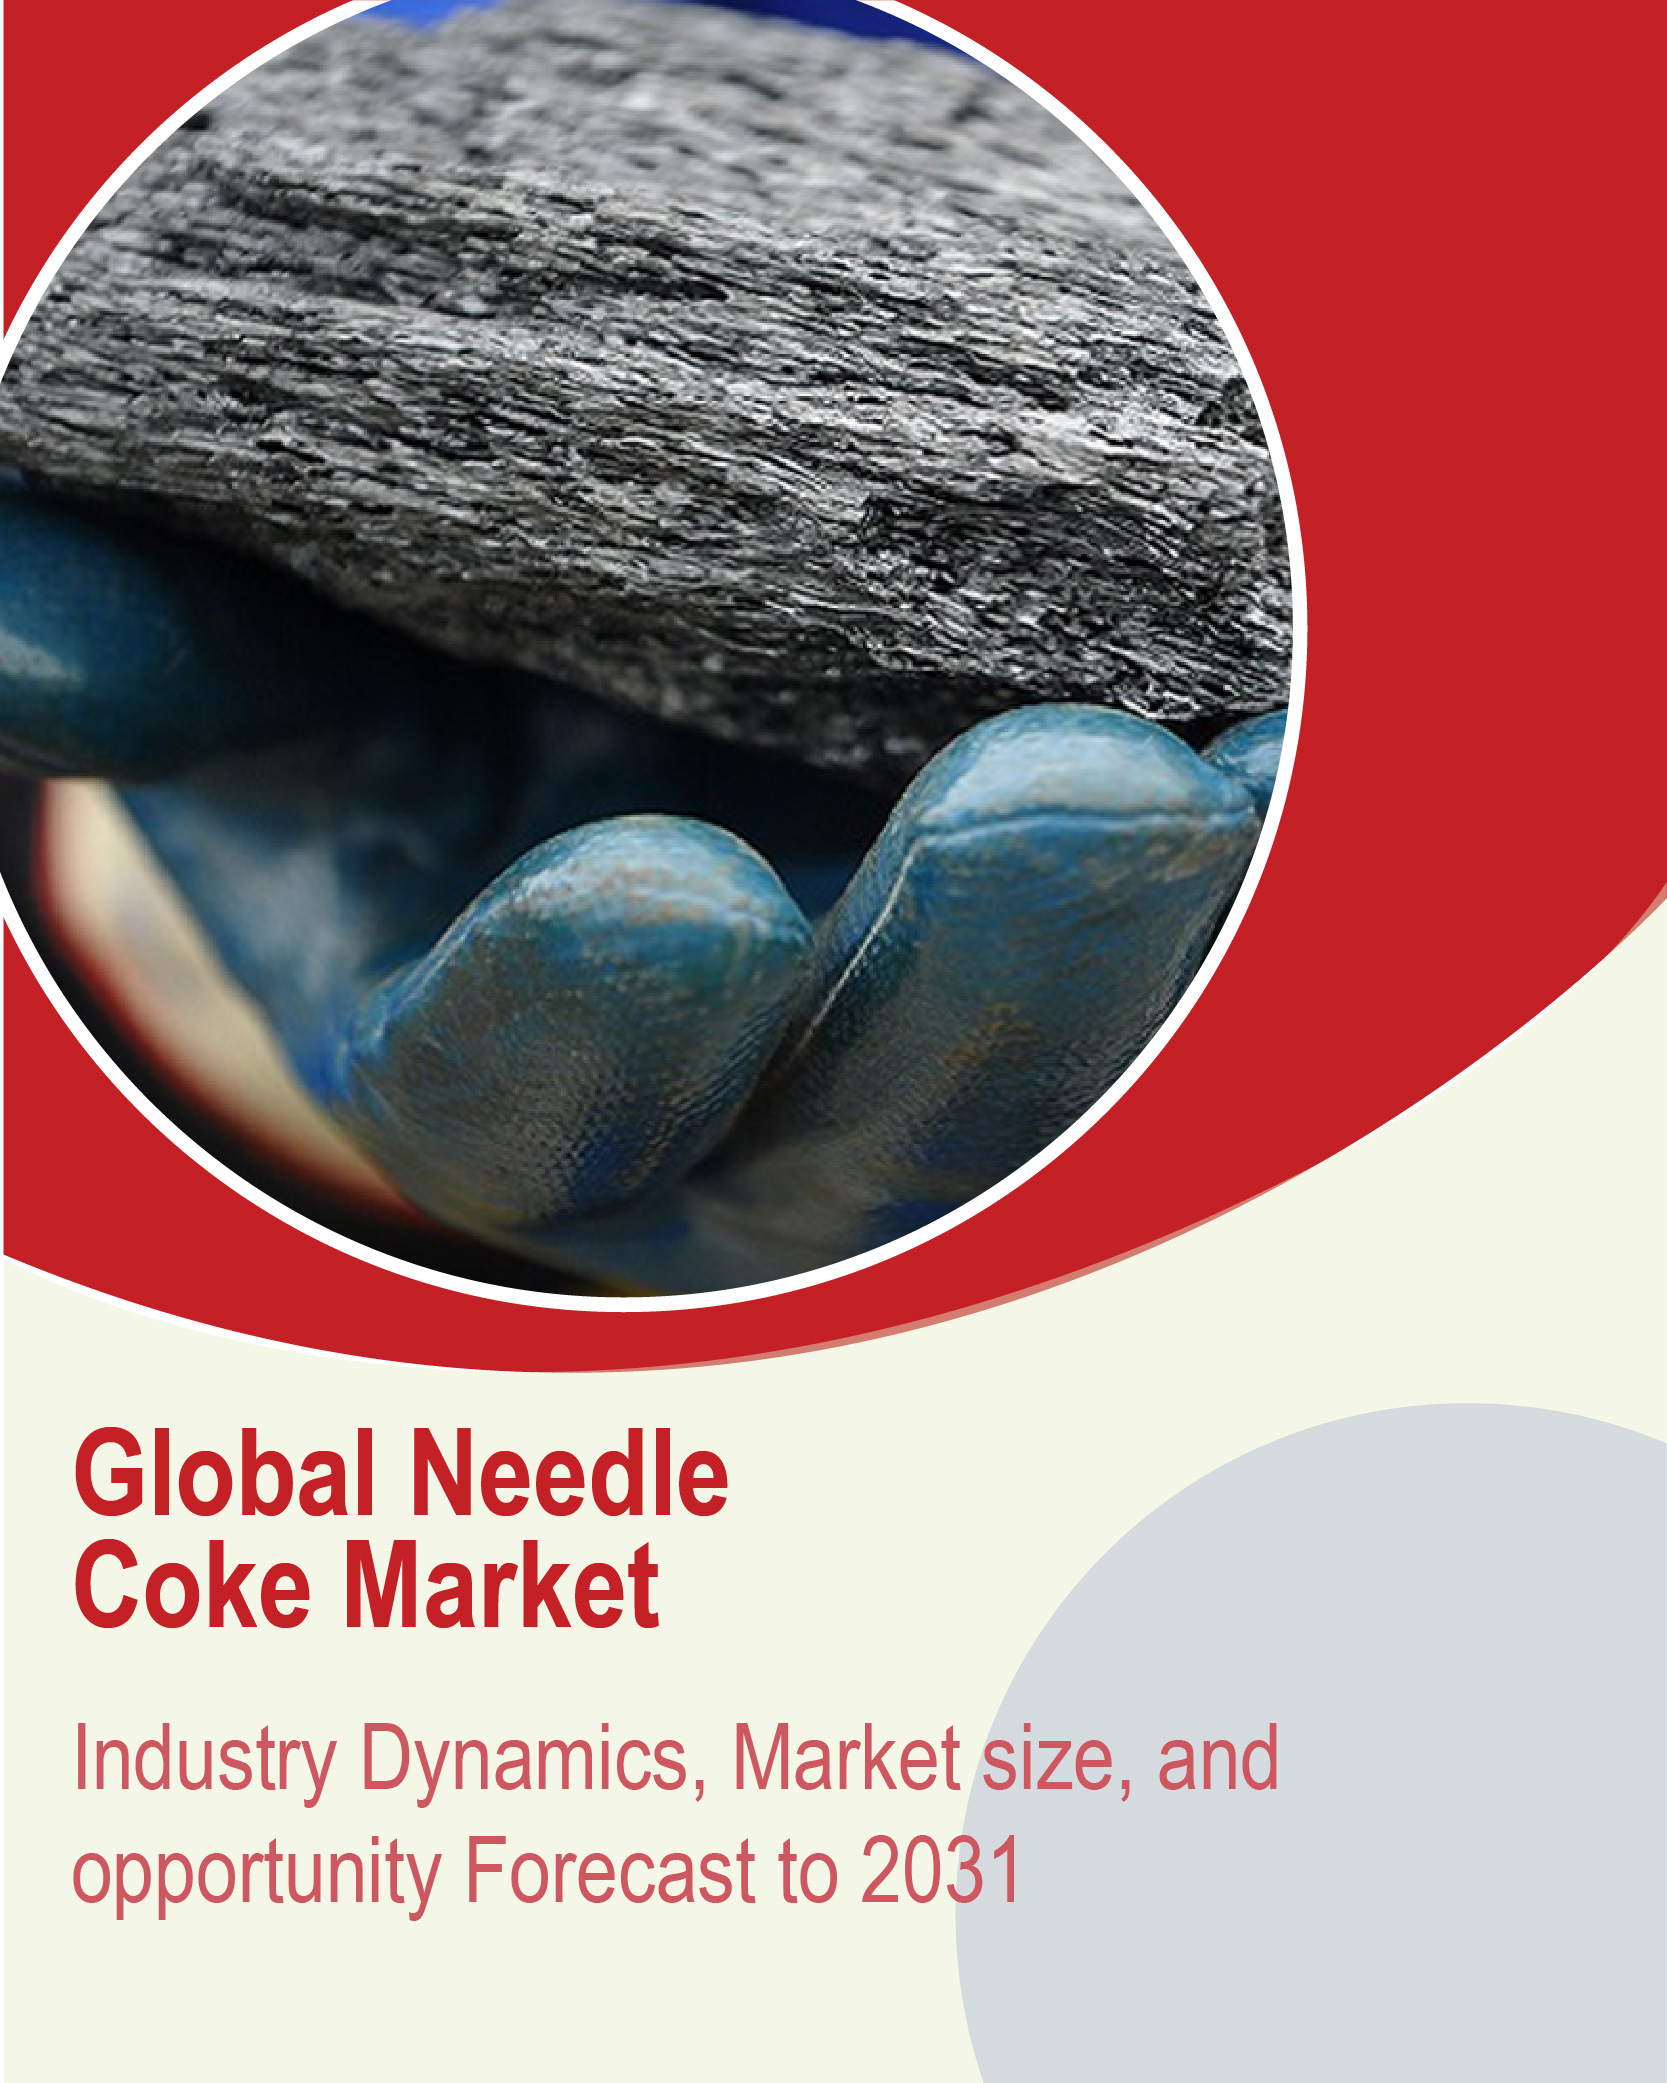 Global Needle
Coke Market
Industry Dynamics, Market size, and
opportunity Forecast to 2031